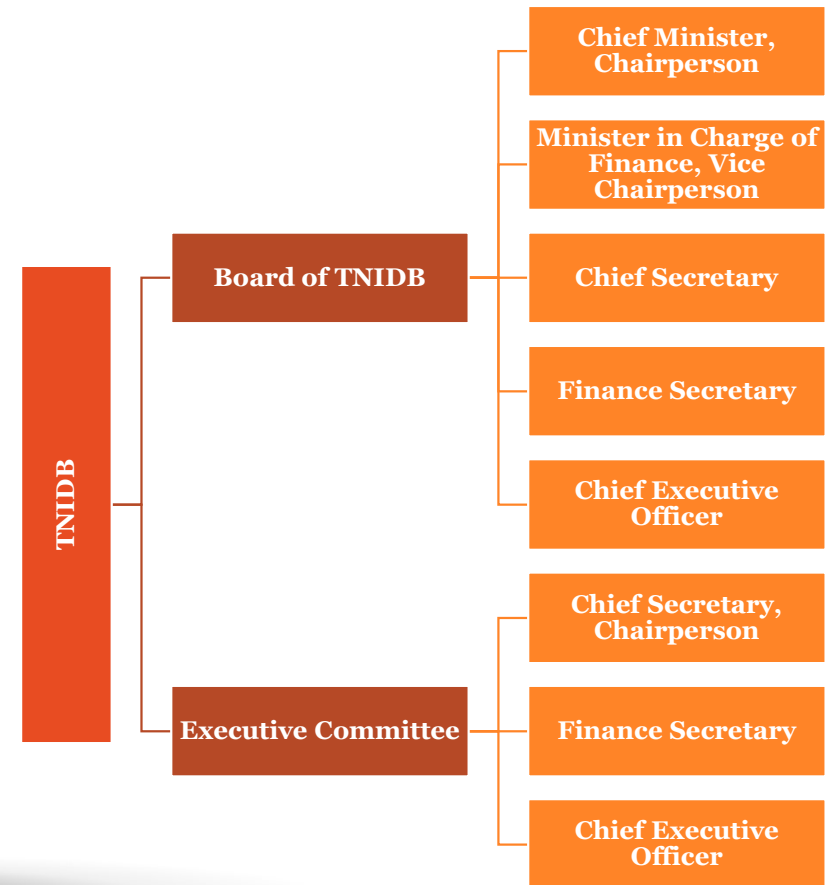 Chief Minister,
Chairperson
Minister in Charge of
Finance, Vice
Chairperson
Board of TNIDB
Chief Secretary
Finance Secretary
TNIDB
Chief Executive
Officer
Chief Secretary,
Chairperson
Executive Committee
Finance Secretary
Chief Executive
Officer